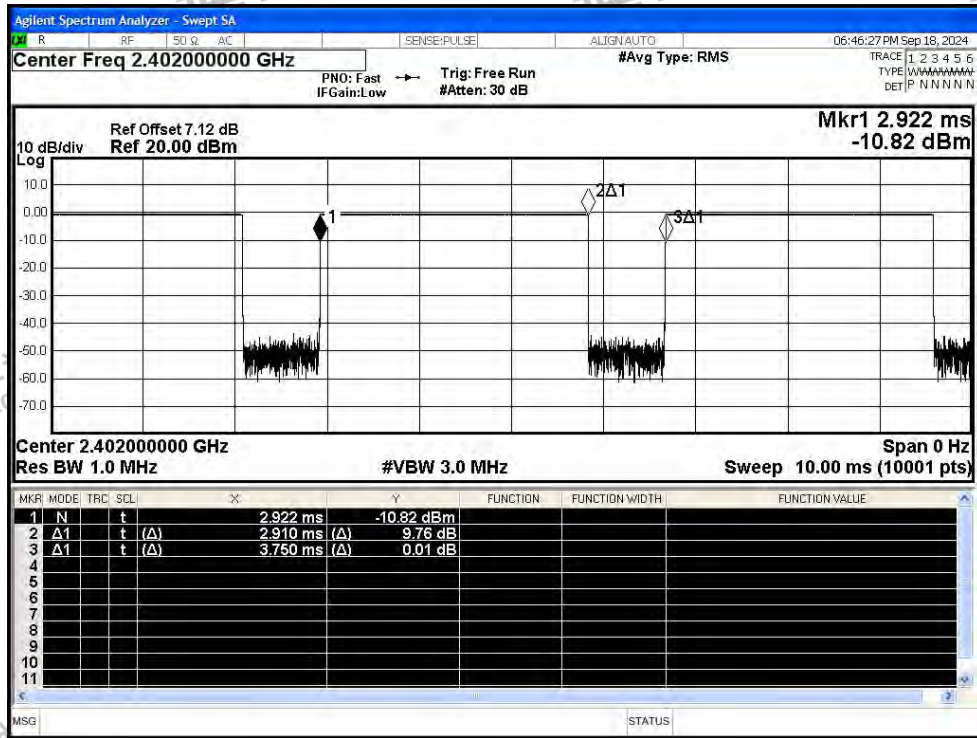 Agilent Spectrum Analyzer - Swept SA
LXI R RF 50 Ω AC SENSE:PULSE ALIGN AUTO 06:46:27 PM Sep 18, 2024
Center Freq 2.402000000 GHz
PNO: Fast
IFGain:Low
Trig: Free Run
#Atten: 30 dB
#Avg Type: RMS
TRACE 1 2 3 4 5 6
TYPE WWWWWW
DET P N N N N N
Mkr1 2.922 ms
-10.82 dBm
Ref Offset 7.12 dB
10 dB/div Ref 20.00 dBm
Log
10.0
0.00
-10.0
-20.0
-30.0
-40.0
-50.0
-60.0
-70.0
1
2Δ1
3Δ1
Center 2.402000000 GHz Span 0 Hz
Res BW 1.0 MHz #VBW 3.0 MHz Sweep 10.00 ms (10001 pts)
MKR MODE TRC SCL X Y FUNCTION FUNCTION WIDTH FUNCTION VALUE
1 N t 2.922 ms -10.82 dBm
2 Δ1 t (Δ) 2.910 ms (Δ) 9.76 dB
3 Δ1 t (Δ) 3.750 ms (Δ) 0.01 dB
4
5
6
7
8
9
10
11
MSG STATUS